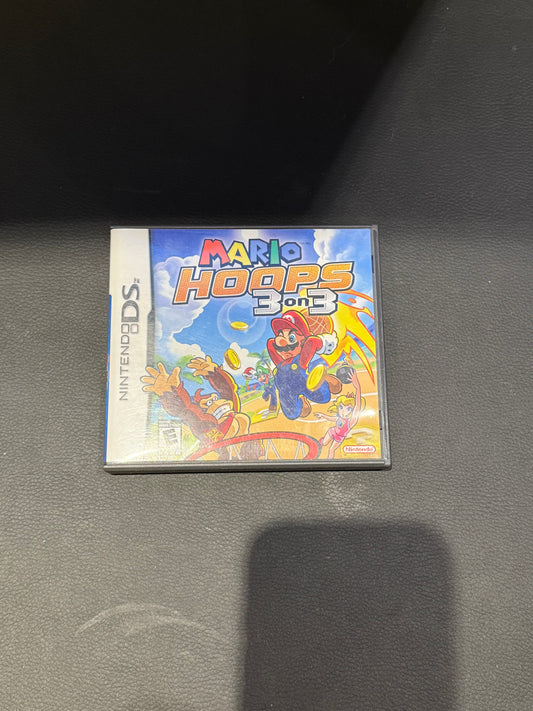 MARIO
HOOPS
3 on 3
NINTENDO DS
E
Nintendo